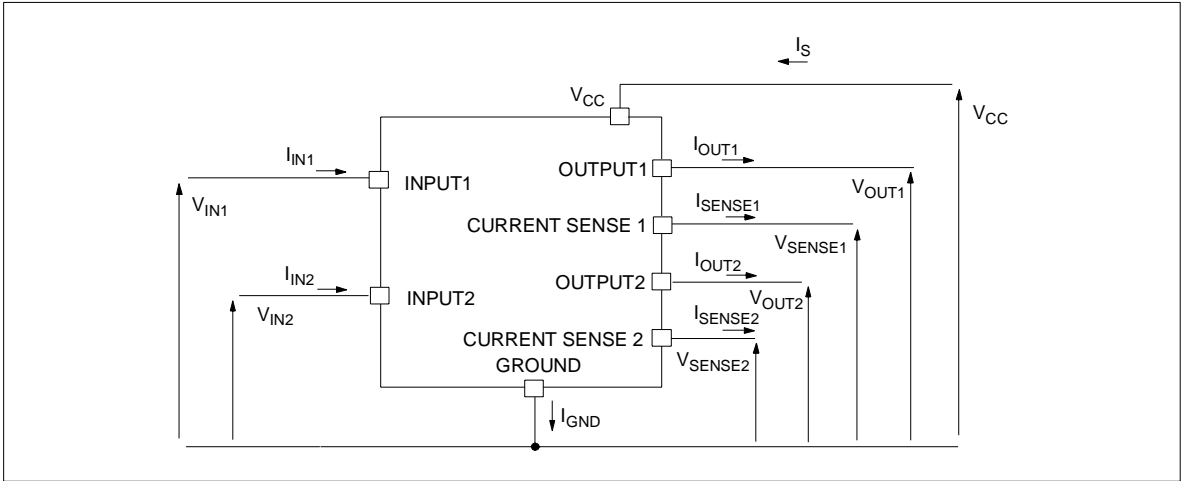 I_S
V_CC
V_CC
I_IN1
INPUT1
V_IN1
OUTPUT1
I_OUT1
V_OUT1
CURRENT SENSE 1
I_SENSE1
V_SENSE1
I_IN2
INPUT2
V_IN2
OUTPUT2
I_OUT2
V_OUT2
CURRENT SENSE 2
I_SENSE2
V_SENSE2
GROUND
I_GND